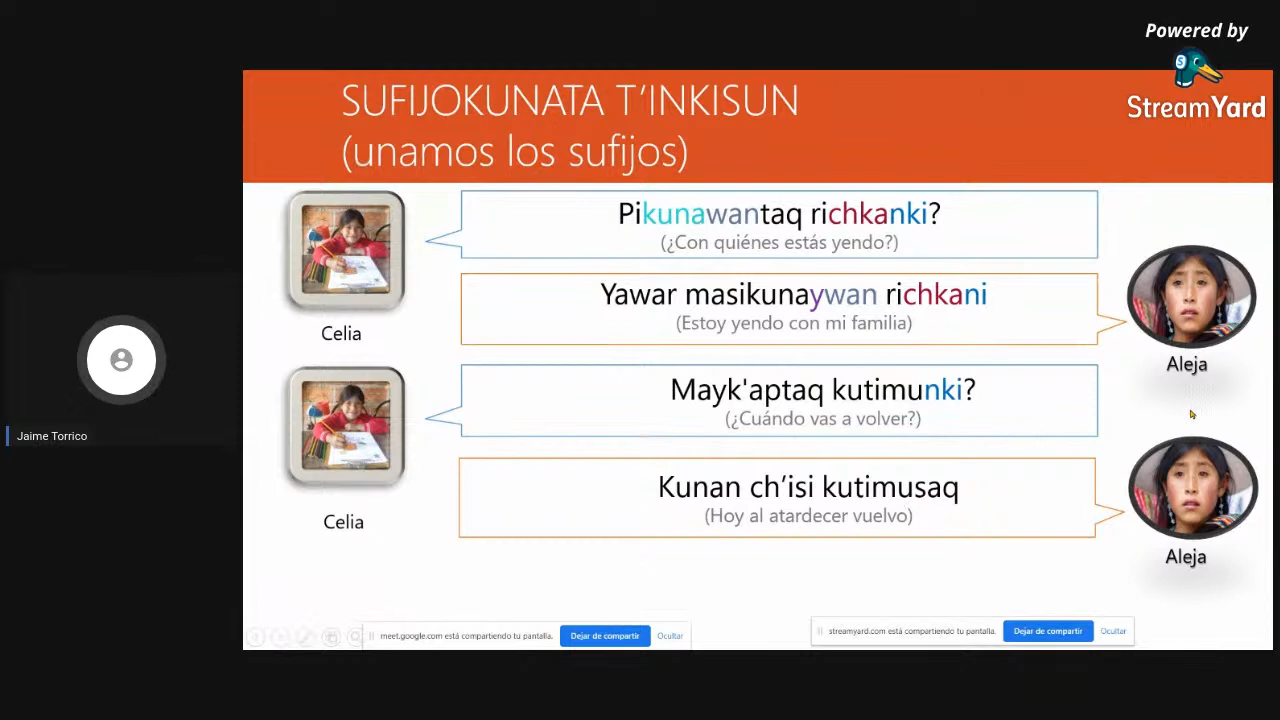 Powered by
StreamYard
SUFIJOKUNATA T’INKISUN
(unamos los sufijos)
Pikunawantaq richkanki?
(¿Con quiénes estás yendo?)
Celia
Yawar masikunaywan richkani
(Estoy yendo con mi familia)
Aleja
Mayk'aptaq kutimunki?
(¿Cuándo vas a volver?)
Celia
Kunan ch’isi kutimusaq
(Hoy al atardecer vuelvo)
Aleja
Jaime Torrico
meet.google.com está compartiendo tu pantalla. Dejar de compartir Ocultar
streamyard.com está compartiendo tu pantalla. Dejar de compartir Ocultar